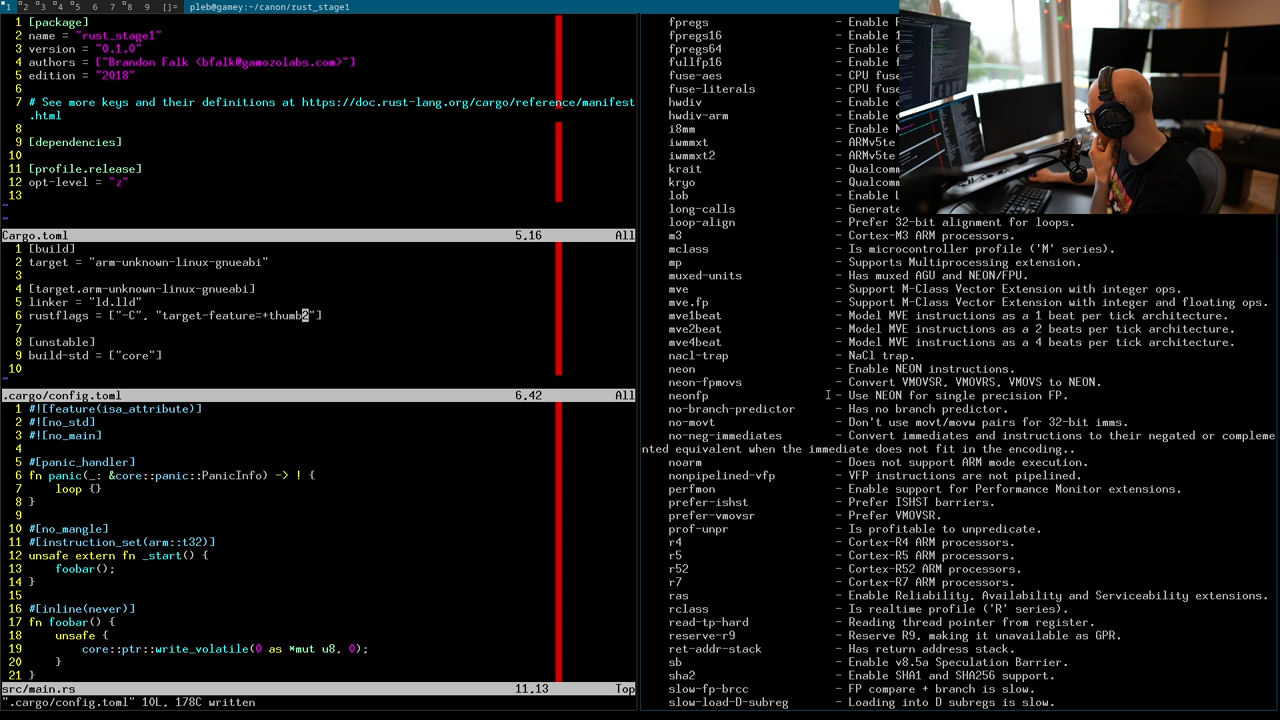 1 2 3 4 5 6 7 8 9 []= pleb@gamey:~/canon/rust_stage1
1 [package]
2 name = "rust_stage1"
3 version = "0.1.0"
4 authors = ["Brandon Falk <bfalk@gamozolabs.com>"]
5 edition = "2018"
6
7 # See more keys and their definitions at https://doc.rust-lang.org/cargo/reference/manifest
.html
8
9 [dependencies]
10
11 [profile.release]
12 opt-level = "z"
13
~
~
Cargo.toml 5,16 All
1 [build]
2 target = "arm-unknown-linux-gnueabi"
3
4 [target.arm-unknown-linux-gnueabi]
5 linker = "ld.lld"
6 rustflags = ["-C", "target-feature=+thumb2"]
7
8 [unstable]
9 build-std = ["core"]
10
~
.cargo/config.toml 6,42 All
1 #![feature(isa_attribute)]
2 #![no_std]
3 #![no_main]
4
5 #[panic_handler]
6 fn panic(_: &core::panic::PanicInfo) -> ! {
7 loop {}
8 }
9
10 #[no_mangle]
11 #[instruction_set(arm::t32)]
12 unsafe extern fn _start() {
13 foobar();
14 }
15
16 #[inline(never)]
17 fn foobar() {
18 unsafe {
19 core::ptr::write_volatile(0 as *mut u8, 0);
20 }
21 }
src/main.rs 11,13 Top
".cargo/config.toml" 10L, 178C written
fpregs - Enable F
fpregs16 - Enable
fpregs64 - Enable
fullfp16 - Enable
fuse-aes - CPU fuse
fuse-literals - CPU fuse
hwdiv - Enable
hwdiv-arm - Enable
i8mm - Enable
iwmmxt - ARMv5te
iwmmxt2 - ARMv5te
krait - Qualcomm
kryo - Qualcomm
lob - Enable L
long-calls - Generate
loop-align - Prefer 32-bit alignment for loops.
m3 - Cortex-M3 ARM processors.
mclass - Is microcontroller profile ('M' series).
mp - Supports Multiprocessing extension.
muxed-units - Has muxed AGU and NEON/FPU.
mve - Support M-Class Vector Extension with integer ops.
mve.fp - Support M-Class Vector Extension with integer and floating ops.
mve1beat - Model MVE instructions as a 1 beat per tick architecture.
mve2beat - Model MVE instructions as a 2 beats per tick architecture.
mve4beat - Model MVE instructions as a 4 beats per tick architecture.
nacl-trap - NaCl trap.
neon - Enable NEON instructions.
neon-fpmovs - Convert VMOVSR, VMOVRS, VMOVS to NEON.
neonfp - Use NEON for single precision FP.
no-branch-predictor - Has no branch predictor.
no-movt - Don't use movt/movw pairs for 32-bit imms.
no-neg-immediates - Convert immediates and instructions to their negated or compleme
nted equivalent when the immediate does not fit in the encoding..
noarm - Does not support ARM mode execution.
nonpipelined-vfp - VFP instructions are not pipelined.
perfmon - Enable support for Performance Monitor extensions.
prefer-ishst - Prefer ISHST barriers.
prefer-vmovsr - Prefer VMOVSR.
prof-unpr - Is profitable to unpredicate.
r4 - Cortex-R4 ARM processors.
r5 - Cortex-R5 ARM processors.
r52 - Cortex-R52 ARM processors.
r7 - Cortex-R7 ARM processors.
ras - Enable Reliability, Availability and Serviceability extensions.
rclass - Is realtime profile ('R' series).
read-tp-hard - Reading thread pointer from register.
reserve-r9 - Reserve R9, making it unavailable as GPR.
ret-addr-stack - Has return address stack.
sb - Enable v8.5a Speculation Barrier.
sha2 - Enable SHA1 and SHA256 support.
slow-fp-brcc - FP compare + branch is slow.
slow-load-D-subreg - Loading into D subregs is slow.